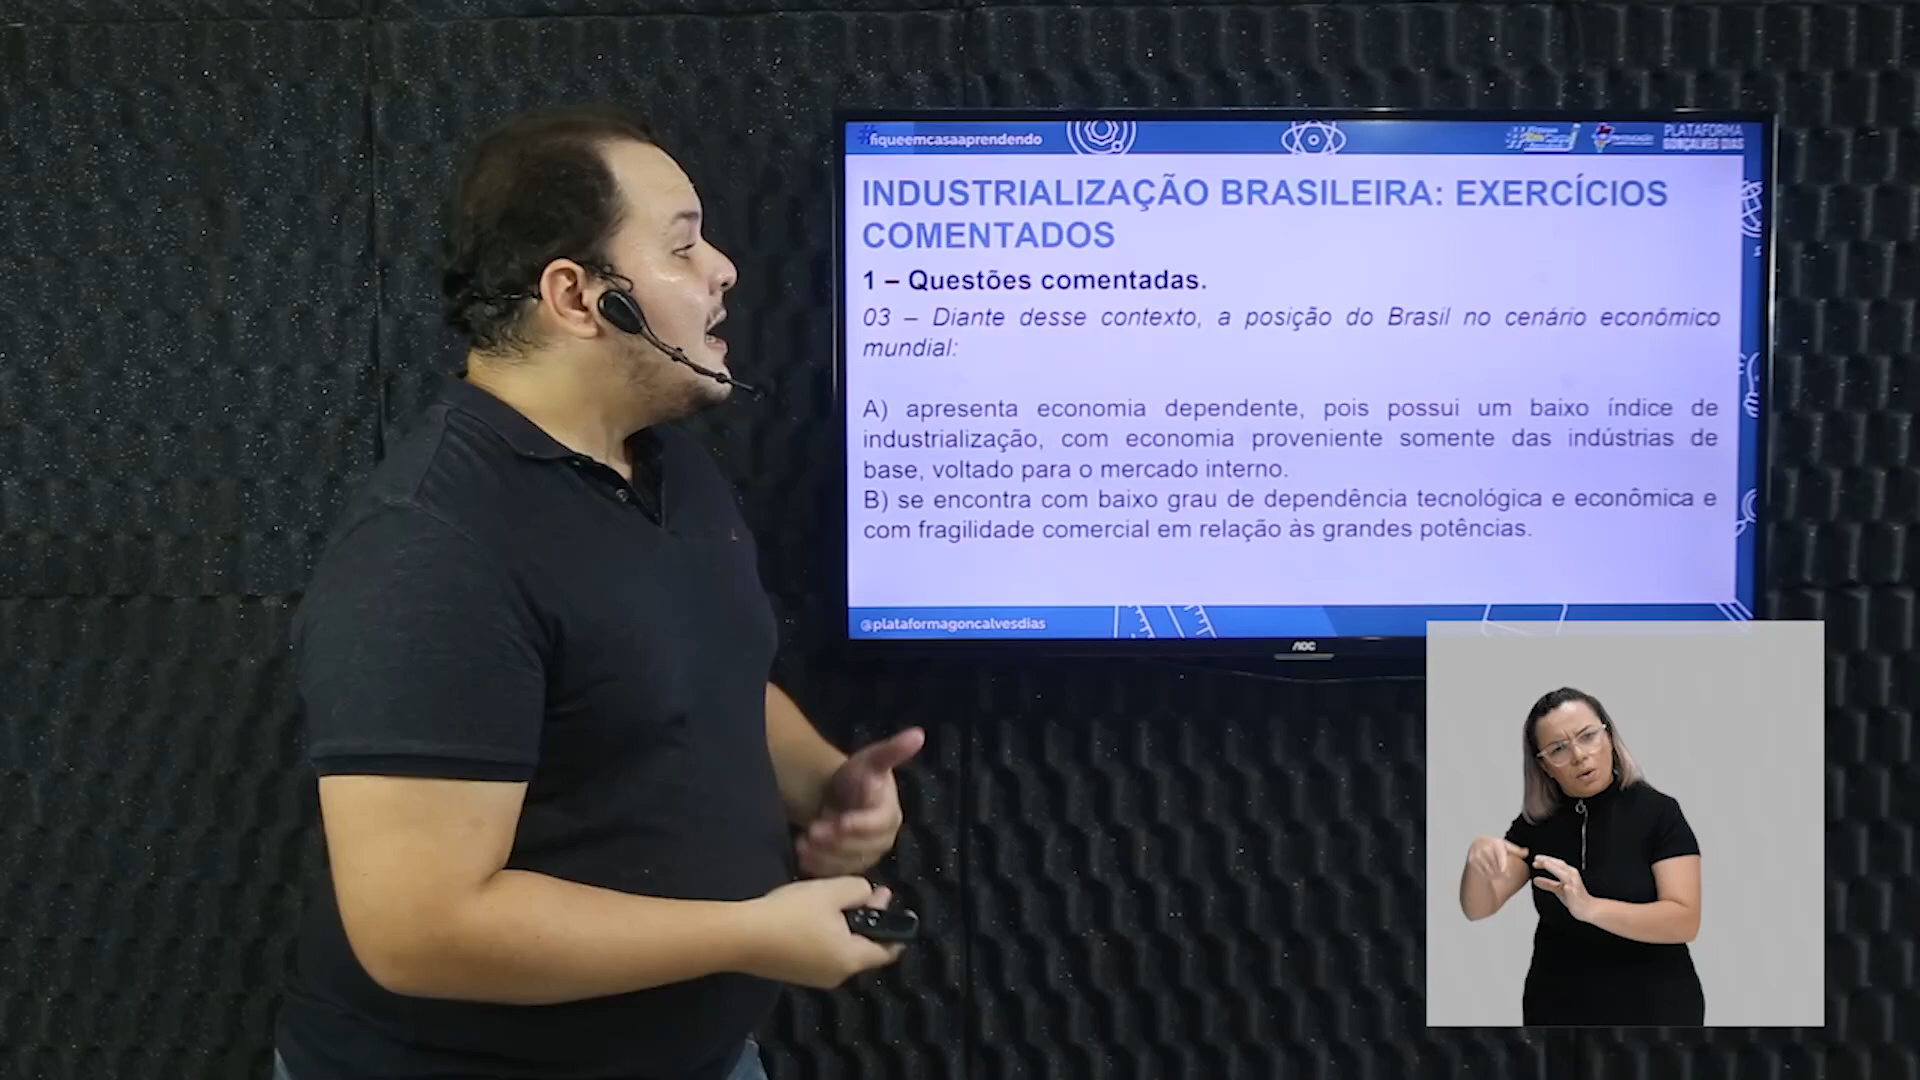 #fiqueemcasaaprendendo
PLATAFORMA
GONÇALVES DIAS
INDUSTRIALIZAÇÃO BRASILEIRA: EXERCÍCIOS
COMENTADOS
1 – Questões comentadas.
03 – Diante desse contexto, a posição do Brasil no cenário econômico
mundial:
A) apresenta economia dependente, pois possui um baixo índice de
industrialização, com economia proveniente somente das indústrias de
base, voltado para o mercado interno.
B) se encontra com baixo grau de dependência tecnológica e econômica e
com fragilidade comercial em relação às grandes potências.
@plataformagoncalvesdias
AOC